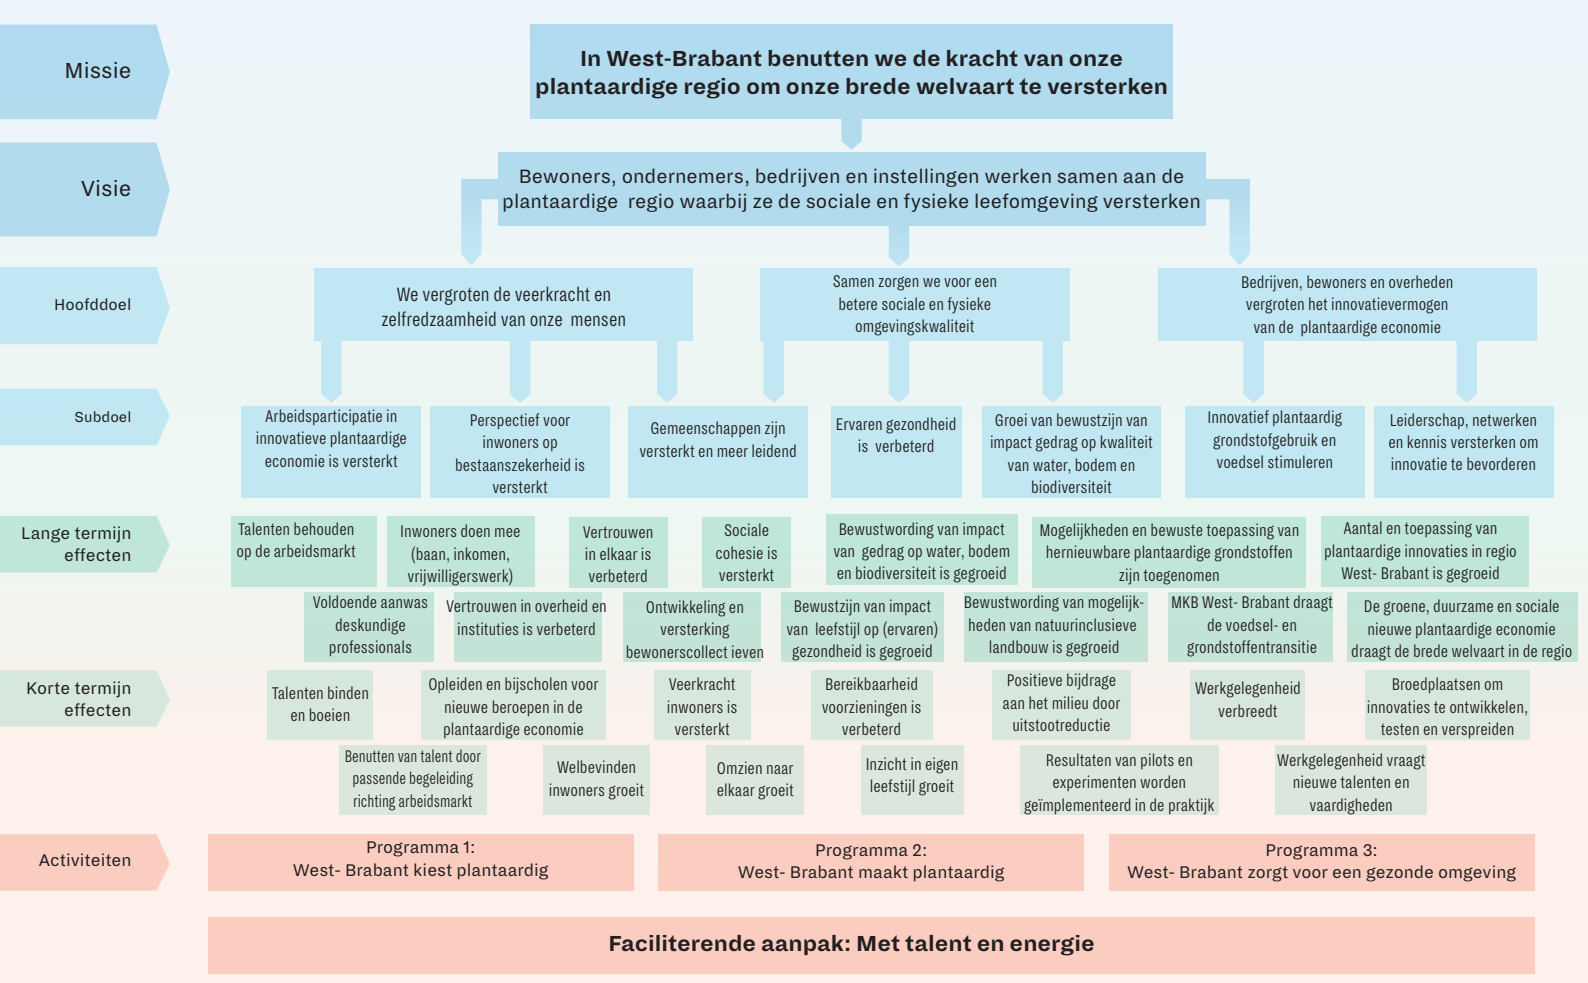 Missie
In West-Brabant benutten we de kracht van onze
plantaardige regio om onze brede welvaart te versterken
Visie
Bewoners, ondernemers, bedrijven en instellingen werken samen aan de
plantaardige regio waarbij ze de sociale en fysieke leefomgeving versterken
Hoofddoel
We vergroten de veerkracht en
zelfredzaamheid van onze mensen
Samen zorgen we voor een
betere sociale en fysieke
omgevingskwaliteit
Bedrijven, bewoners en overheden
vergroten het innovatievermogen
van de plantaardige economie
Subdoel
Arbeidsparticipatie in
innovatieve plantaardige
economie is versterkt
Perspectief voor
inwoners op
bestaanszekerheid is
versterkt
Gemeenschappen zijn
versterkt en meer leidend
Ervaren gezondheid
is verbeterd
Groei van bewustzijn van
impact gedrag op kwaliteit
van water, bodem en
biodiversiteit
Innovatief plantaardig
grondstofgebruik en
voedsel stimuleren
Leiderschap, netwerken
en kennis versterken om
innovatie te bevorderen
Lange termijn
effecten
Talenten behouden
op de arbeidsmarkt
Inwoners doen mee
(baan, inkomen,
vrijwilligerswerk)
Vertrouwen
in elkaar is
verbeterd
Sociale
cohesie is
versterkt
Bewustwording van impact
van gedrag op water, bodem
en biodiversiteit is gegroeid
Mogelijkheden en bewuste toepassing van
hernieuwbare plantaardige grondstoffen
zijn toegenomen
Aantal en toepassing van
plantaardige innovaties in regio
West- Brabant is gegroeid
Voldoende aanwas
deskundige
professionals
Vertrouwen in overheid en
instituties is verbeterd
Ontwikkeling en
versterking
bewonerscollect ieven
Bewustzijn van impact
van leefstijl op (ervaren)
gezondheid is gegroeid
Bewustwording van mogelijk-
heden van natuurinclusieve
landbouw is gegroeid
MKB West- Brabant draagt
de voedsel- en
grondstoffentransitie
De groene, duurzame en sociale
nieuwe plantaardige economie
draagt de brede welvaart in de regio
Korte termijn
effecten
Talenten binden
en boeien
Opleiden en bijscholen voor
nieuwe beroepen in de
plantaardige economie
Veerkracht
inwoners is
versterkt
Bereikbaarheid
voorzieningen is
verbeterd
Positieve bijdrage
aan het milieu door
uitstootreductie
Werkgelegenheid
verbreedt
Broedplaatsen om
innovaties te ontwikkelen,
testen en verspreiden
Benutten van talent door
passende begeleiding
richting arbeidsmarkt
Welbevinden
inwoners groeit
Omzien naar
elkaar groeit
Inzicht in eigen
leefstijl groeit
Resultaten van pilots en
experimenten worden
geïmplementeerd in de praktijk
Werkgelegenheid vraagt
nieuwe talenten en
vaardigheden
Activiteiten
Programma 1:
West- Brabant kiest plantaardig
Programma 2:
West- Brabant maakt plantaardig
Programma 3:
West- Brabant zorgt voor een gezonde omgeving
Faciliterende aanpak: Met talent en energie